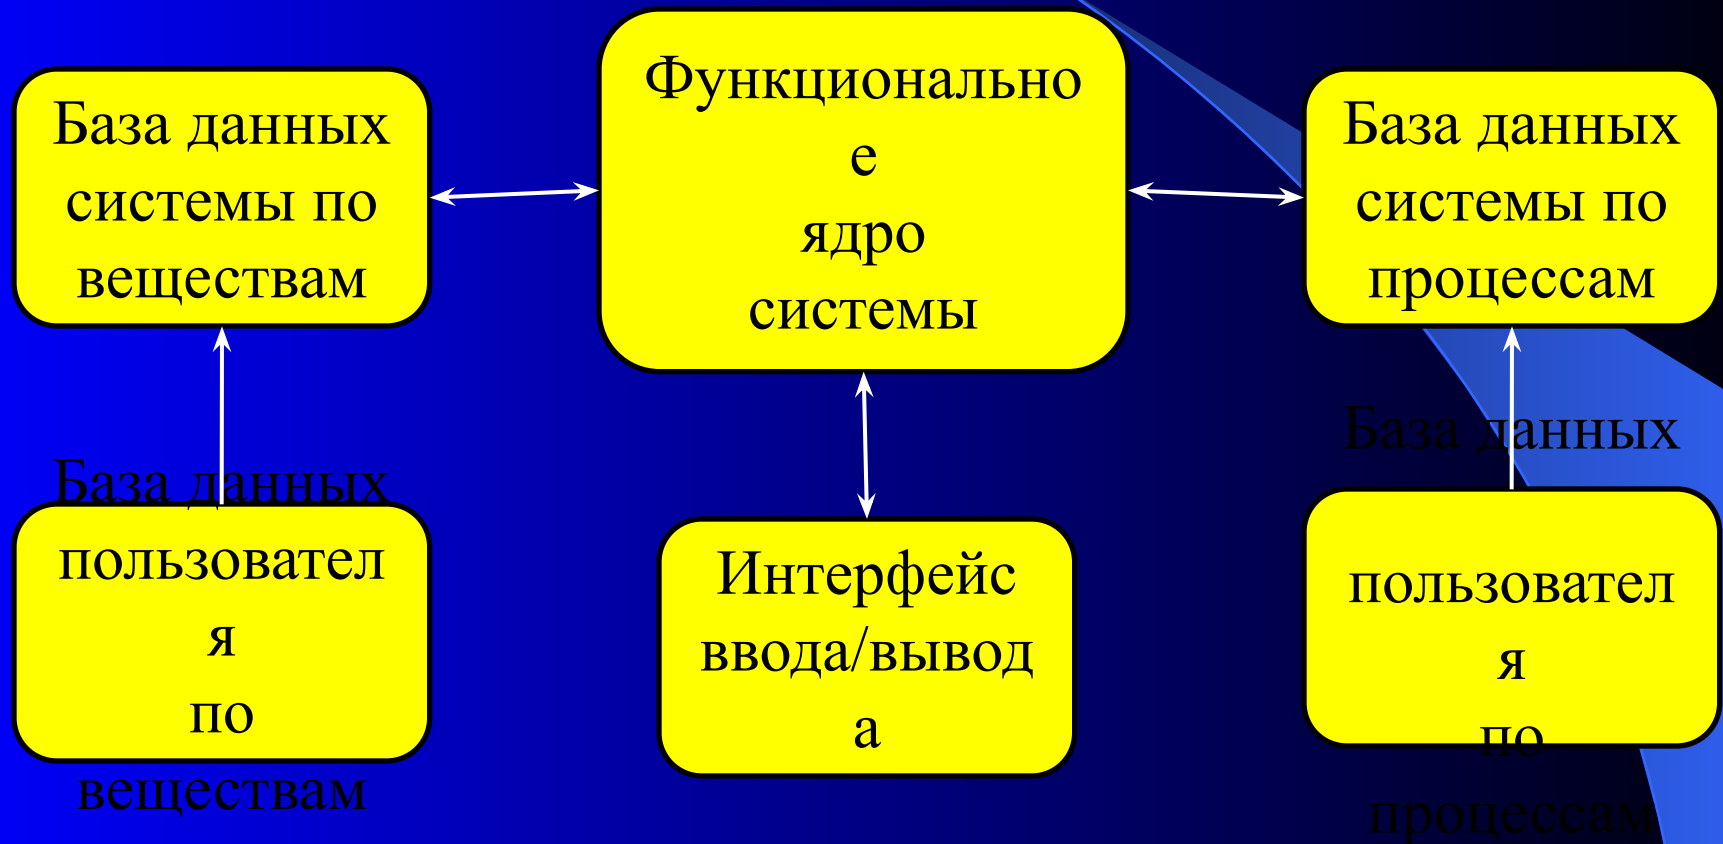 База данных
системы по
веществам
Функционально
е
ядро
системы
База данных
системы по
процессам
База данных
пользовател
я
по
веществам
Интерфейс
ввода/вывод
а
База данных
пользовател
я
по
процессам